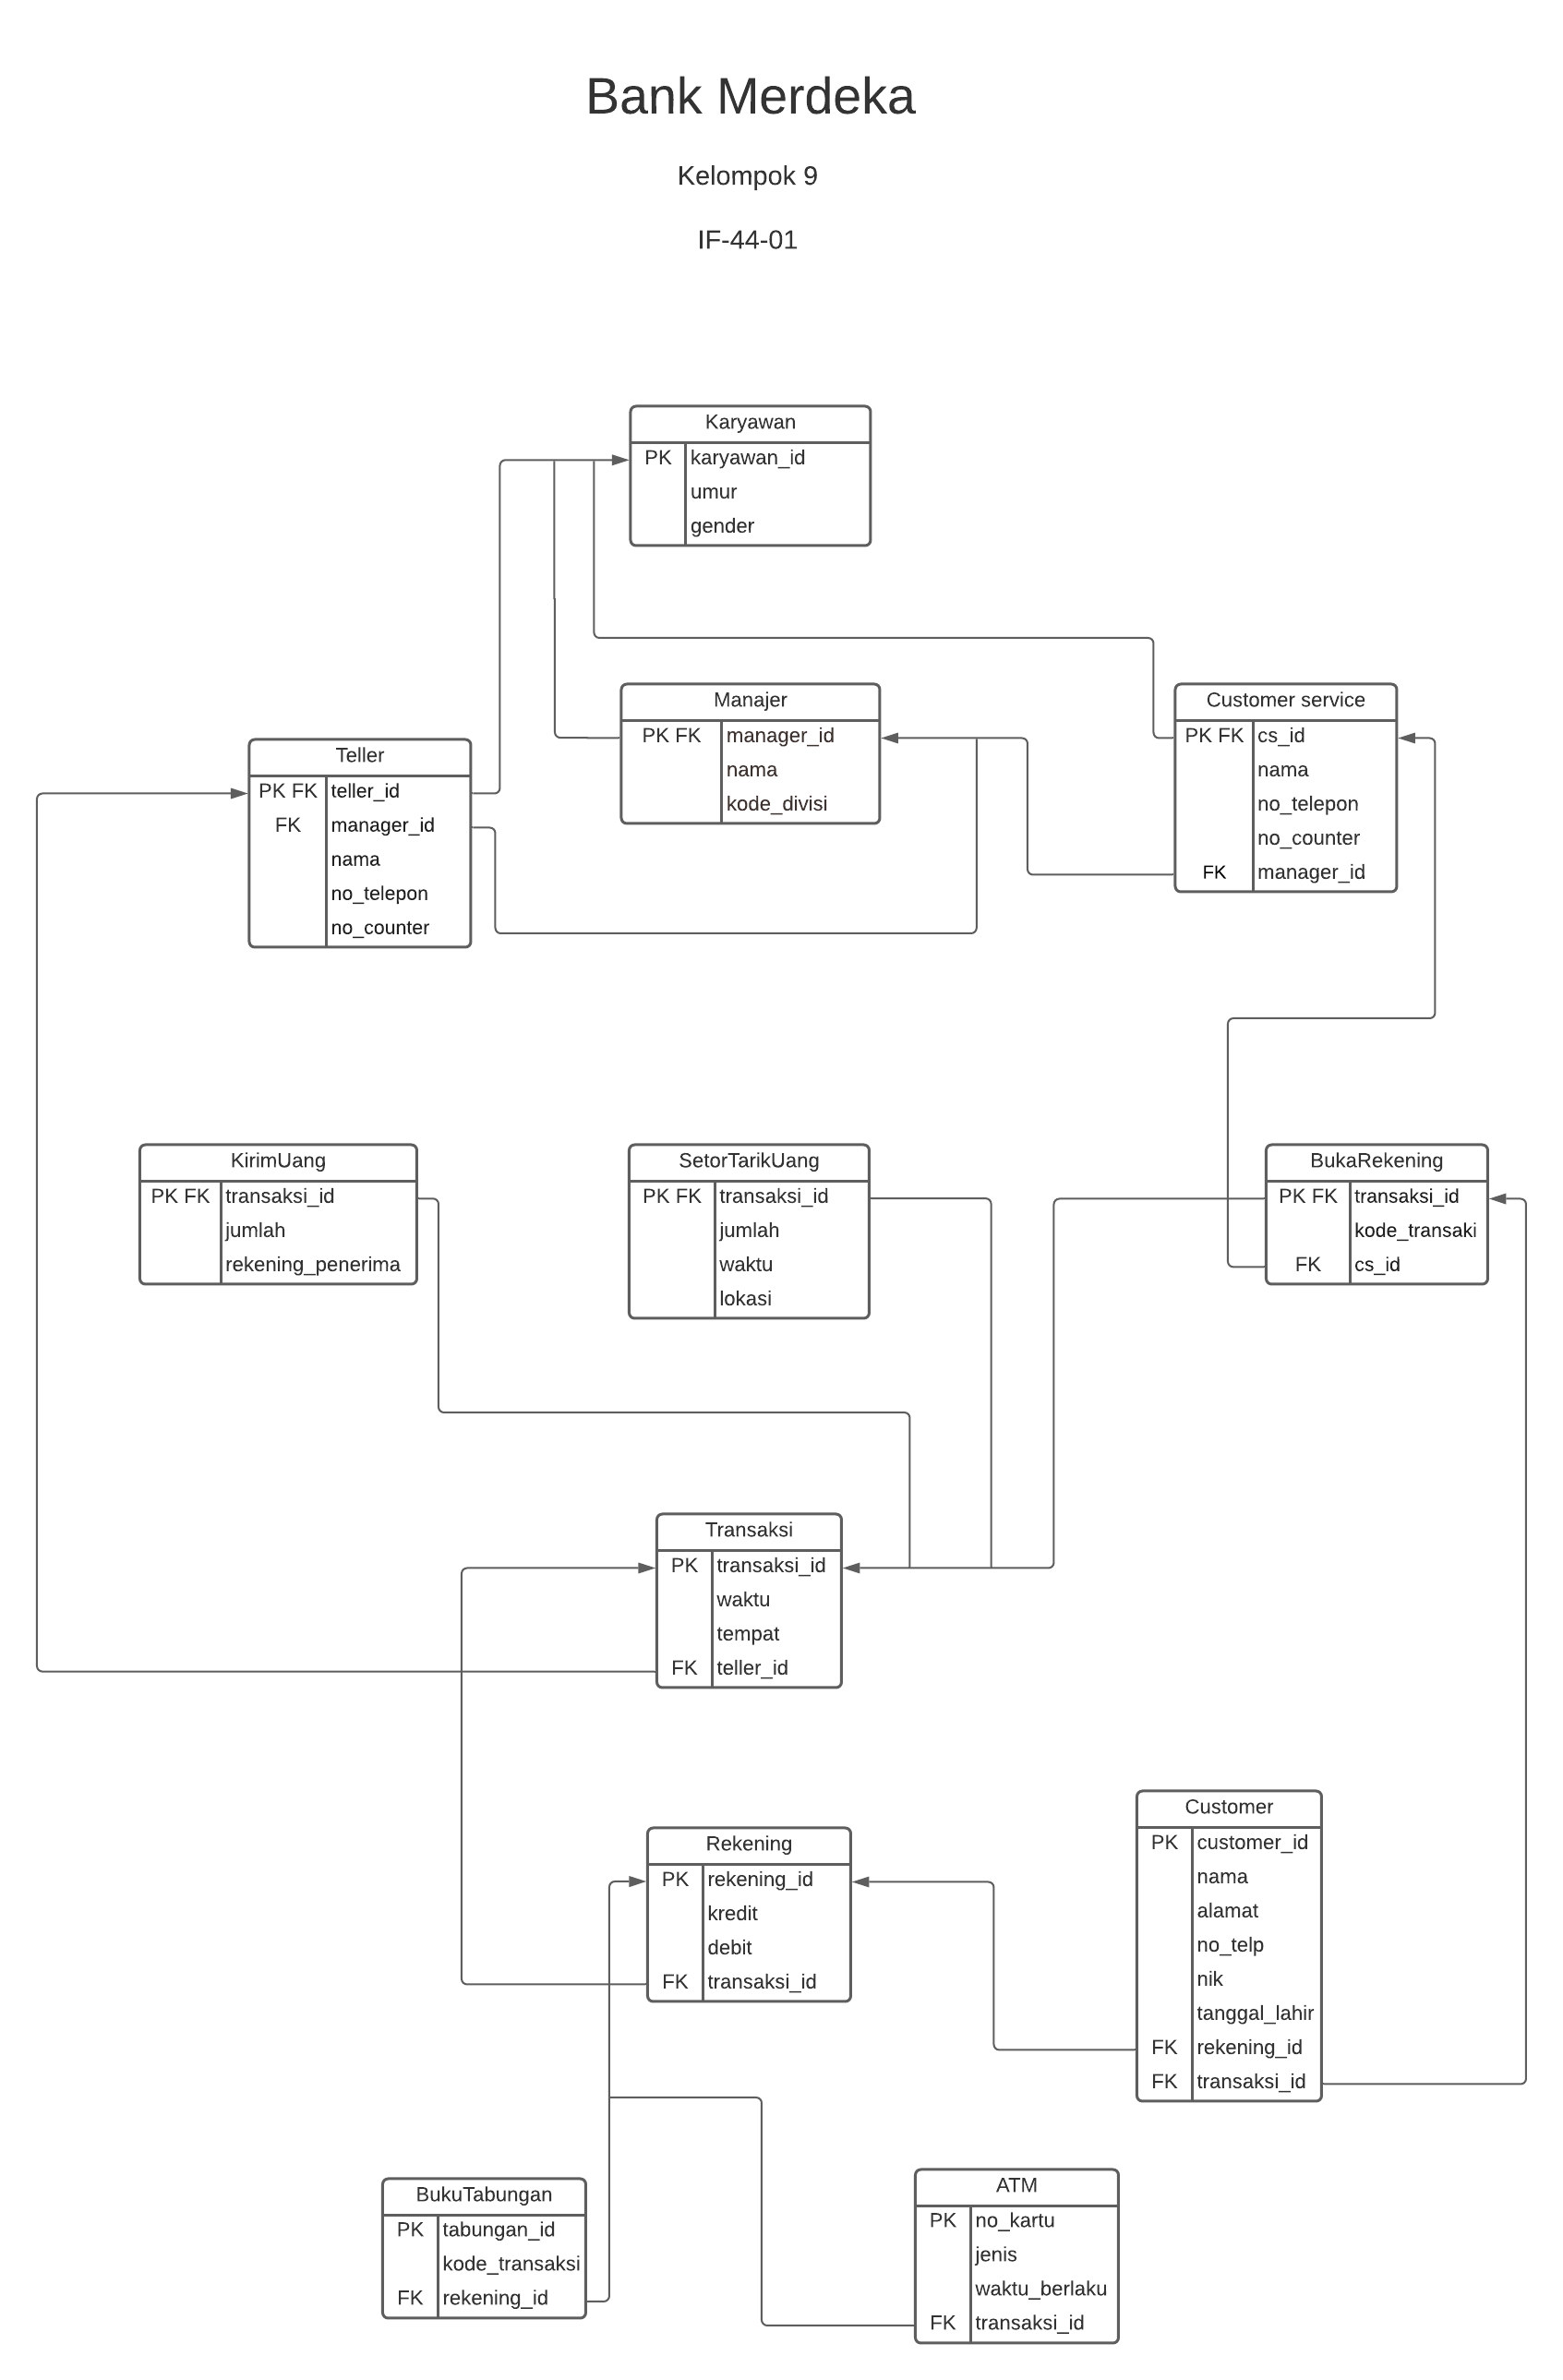 Bank Merdeka
Kelompok 9
IF-44-01
Karyawan
PK karyawan_id
umur
gender
Manajer
PK FK manager_id
nama
kode_divisi
Customer service
PK FK cs_id
nama
no_telepon
no_counter
FK manager_id
Teller
PK FK teller_id
FK manager_id
nama
no_telepon
no_counter
KirimUang
PK FK transaksi_id
jumlah
rekening_penerima
SetorTarikUang
PK FK transaksi_id
jumlah
waktu
lokasi
BukaRekening
PK FK transaksi_id
kode_transaki
FK cs_id
Transaksi
PK transaksi_id
waktu
tempat
FK teller_id
Rekening
PK rekening_id
kredit
debit
FK transaksi_id
Customer
PK customer_id
nama
alamat
no_telp
nik
tanggal_lahir
FK rekening_id
FK transaksi_id
BukuTabungan
PK tabungan_id
kode_transaksi
FK rekening_id
ATM
PK no_kartu
jenis
waktu_berlaku
FK transaksi_id